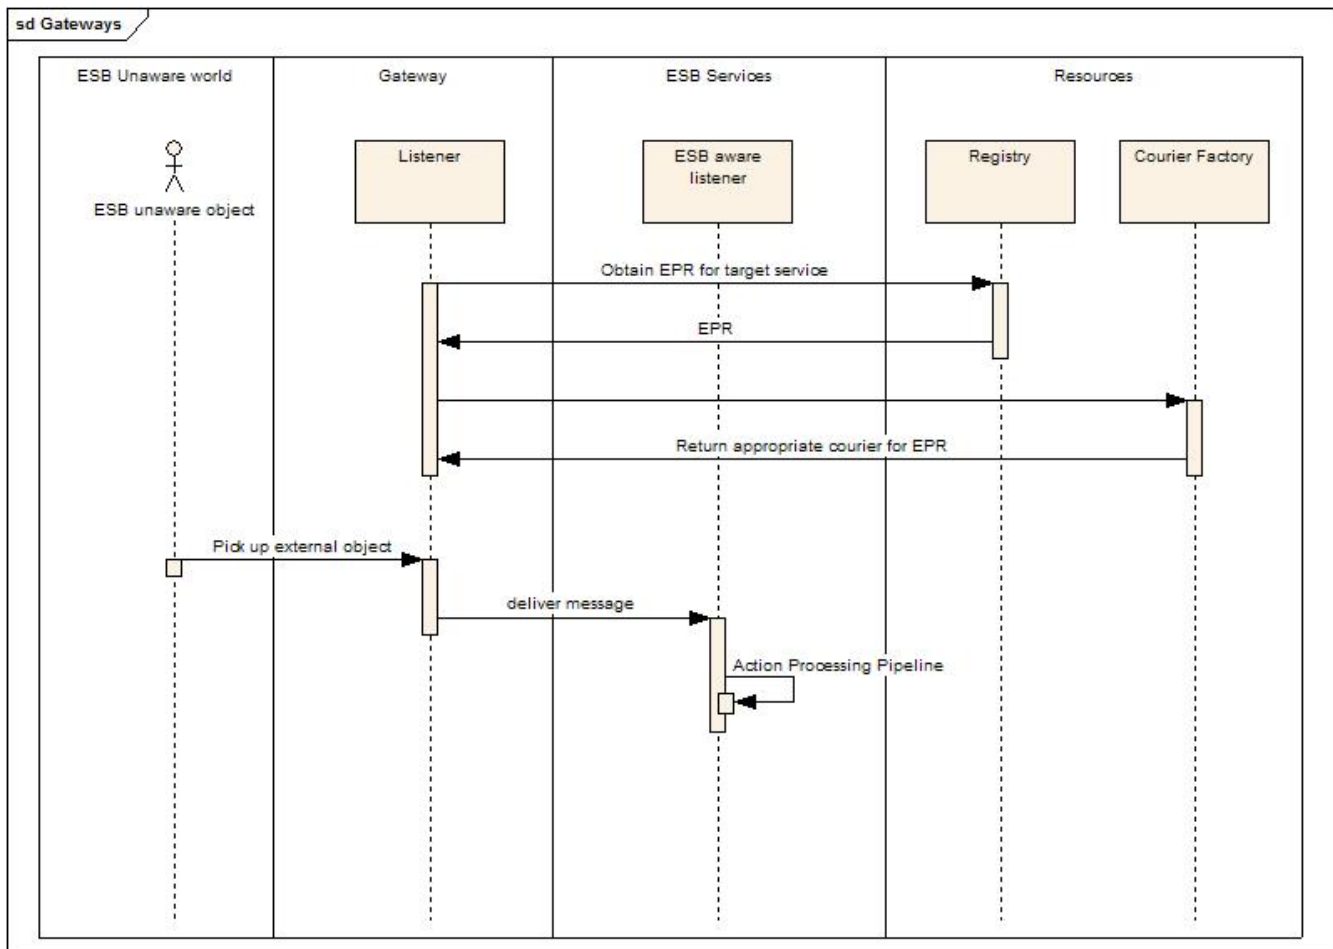 sd Gateways
ESB Unaware world
Gateway
ESB Services
Resources
Listener
ESB aware
listener
Registry
Courier Factory
ESB unaware object
Obtain EPR for target service
EPR
Return appropriate courier for EPR
Pick up external object
deliver message
Action Processing Pipeline